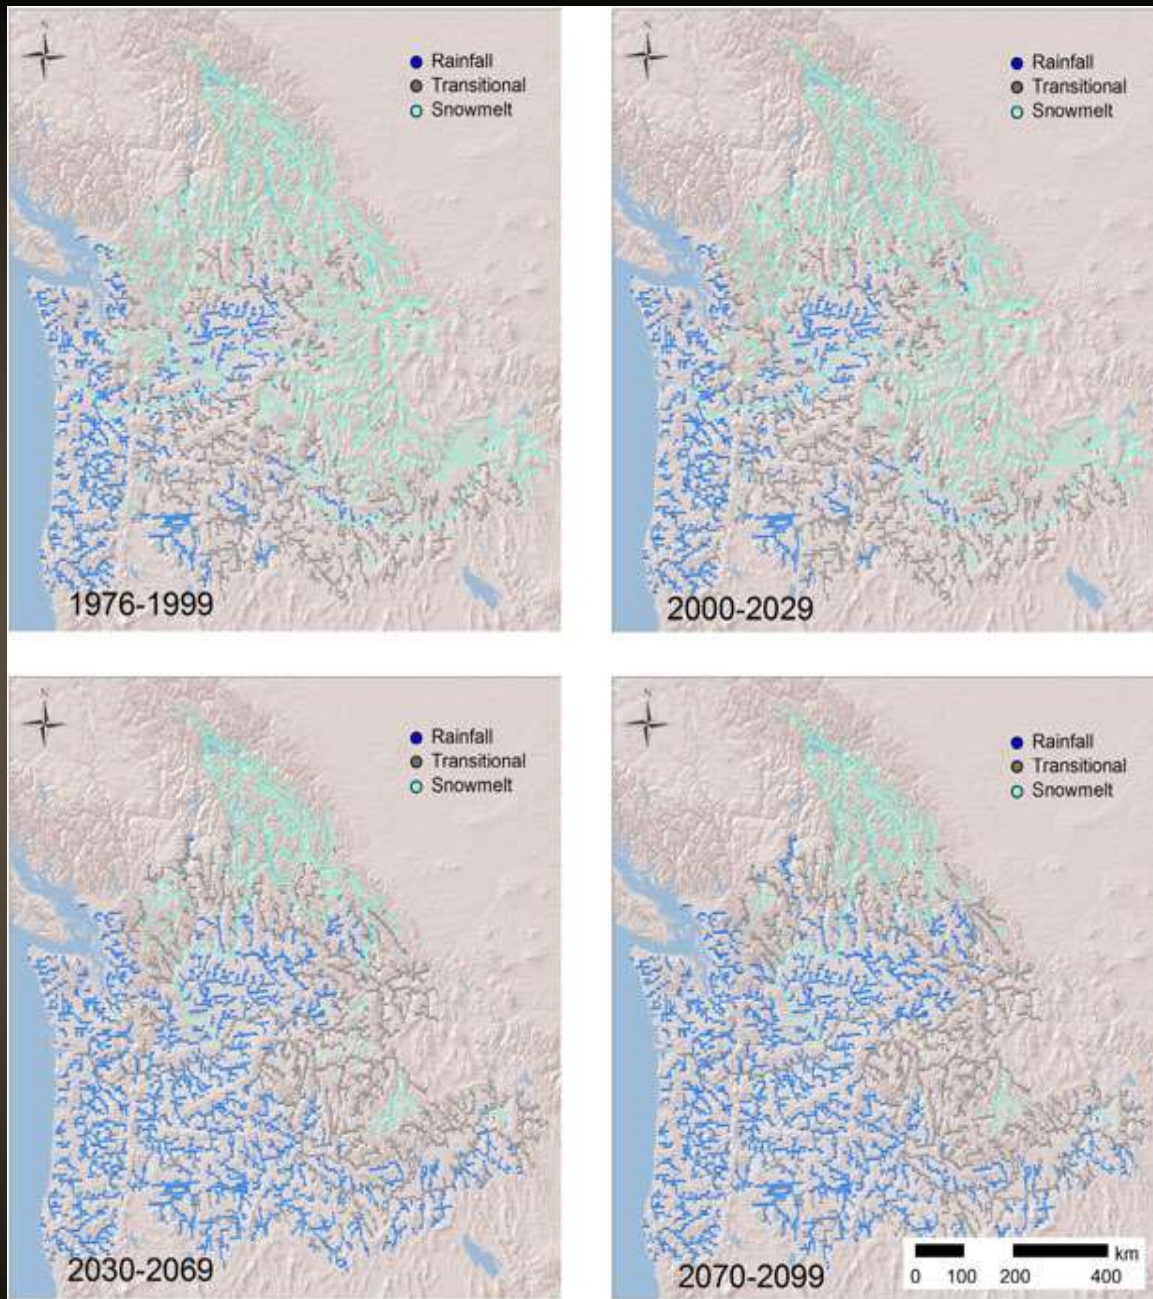 N
Rainfall
Transitional
Snowmelt
1976-1999
N
Rainfall
Transitional
Snowmelt
2000-2029
N
Rainfall
Transitional
Snowmelt
2030-2069
N
Rainfall
Transitional
Snowmelt
2070-2099
km
0 100 200 400